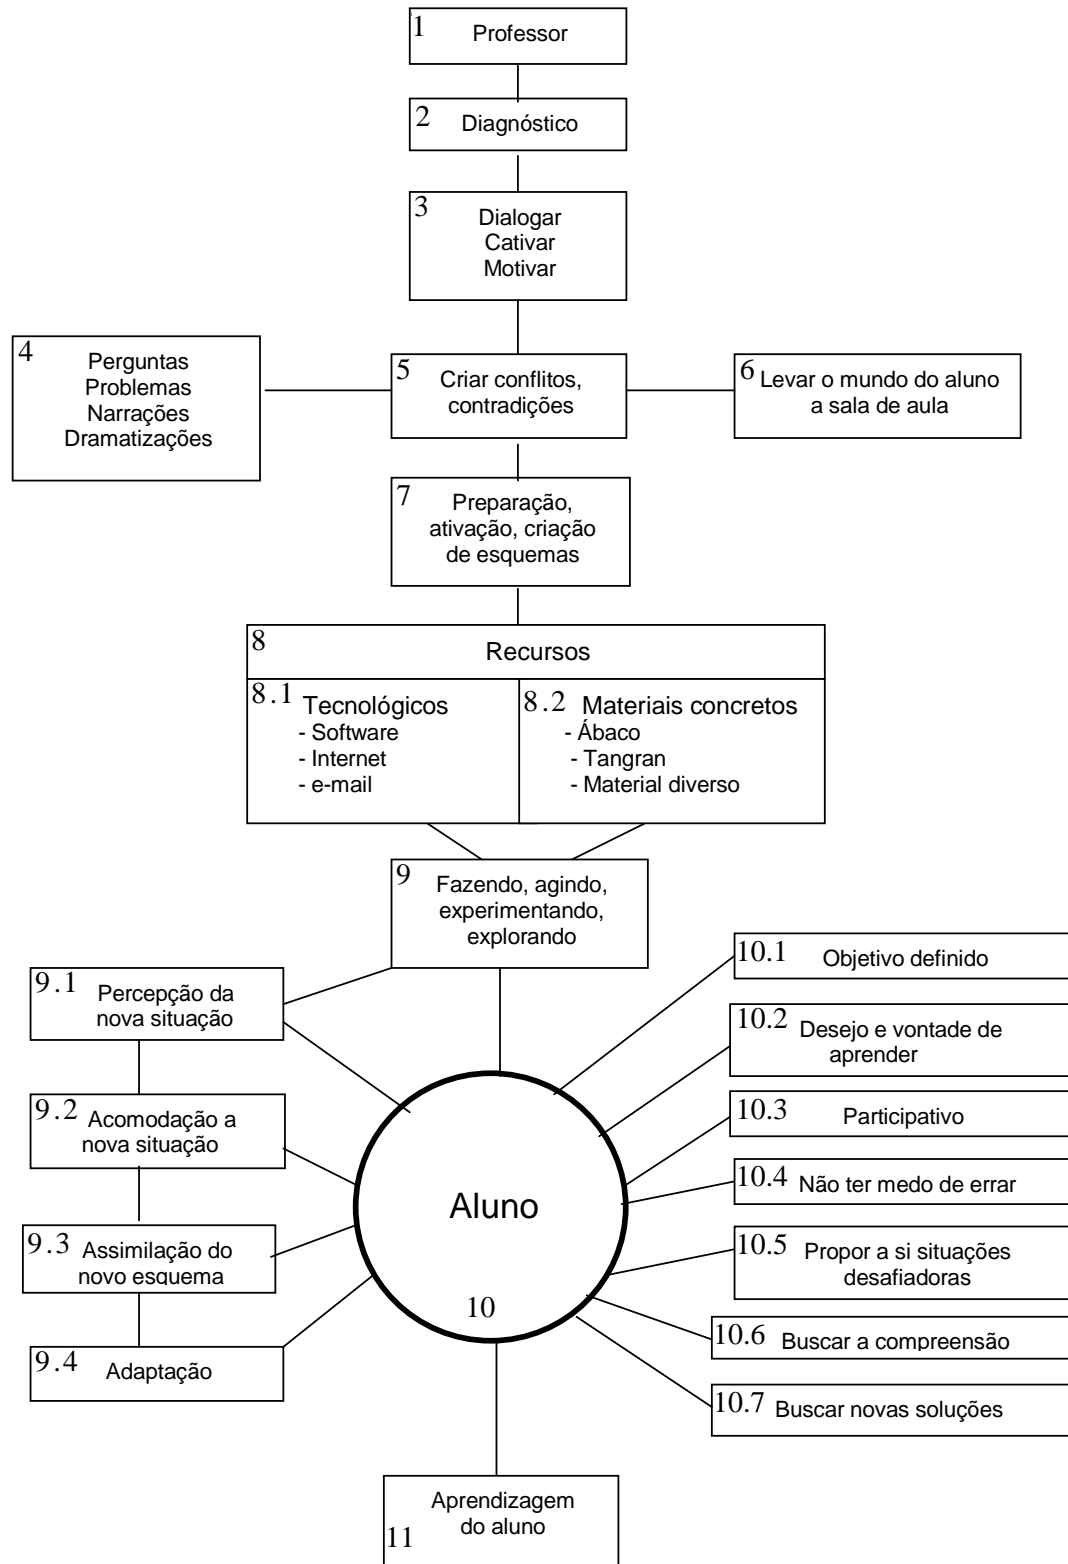 1
Professor
2
Diagnóstico
3
Dialogar
Cativar
Motivar
4
Perguntas
Problemas
Narrações
Dramatizações
5
Criar conflitos,
contradições
6
Levar o mundo do aluno
a sala de aula
7
Preparação,
ativação, criação
de esquemas
8
Recursos
8.1 Tecnológicos
- Software
- Internet
- e-mail
8.2 Materiais concretos
- Ábaco
- Tangran
- Material diverso
9
Fazendo, agindo,
experimentando,
explorando
9.1 Percepção da
nova situação
9.2 Acomodação a
nova situação
9.3 Assimilação do
novo esquema
9.4 Adaptação
Aluno
10
10.1 Objetivo definido
10.2 Desejo e vontade de
aprender
10.3 Participativo
10.4 Não ter medo de errar
10.5 Propor a si situações
desafiadoras
10.6 Buscar a compreensão
10.7 Buscar novas soluções
Aprendizagem
do aluno
11